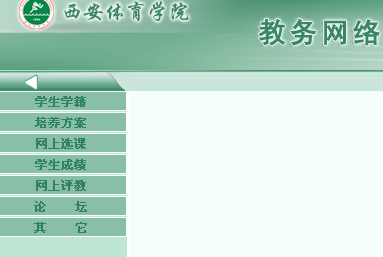 西安体育学院
教务网络
学生学籍
培养方案
网上选课
学生成绩
网上评教
论 坛
其 它